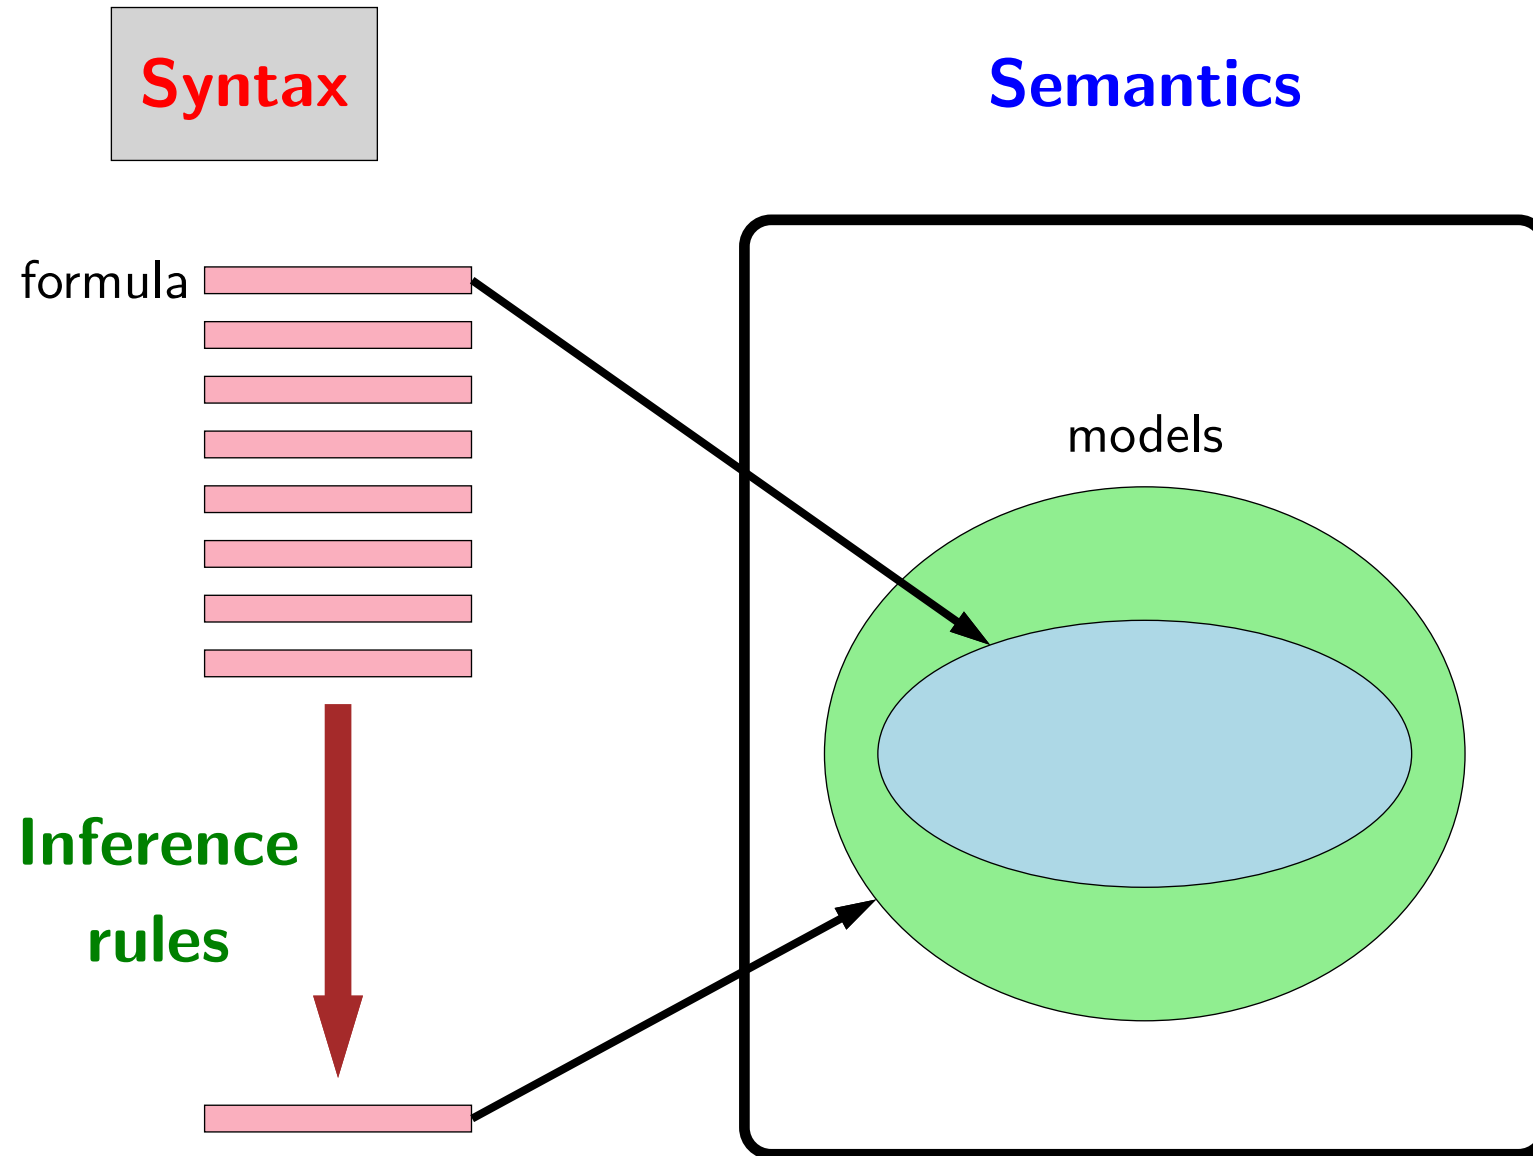 Syntax
Semantics
formula
models
Inference
rules